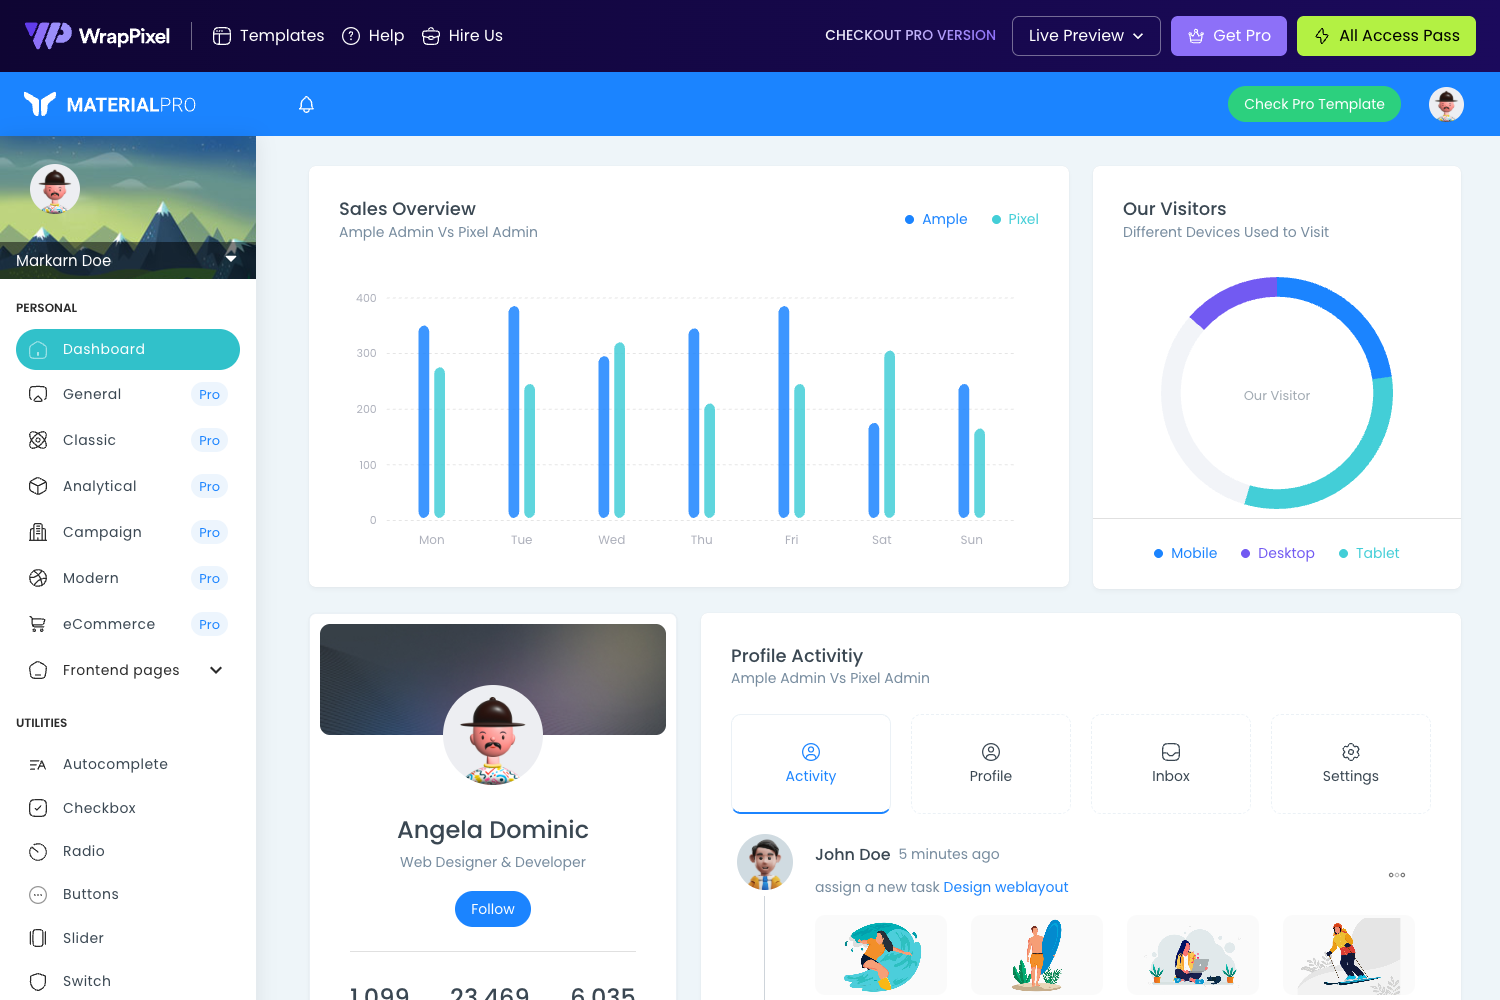 WrapPixel
Templates
Help
Hire Us
CHECKOUT PRO VERSION
Live Preview
Get Pro
All Access Pass
MATERIALPRO
Check Pro Template
Markarn Doe
PERSONAL
Dashboard
General Pro
Classic Pro
Analytical Pro
Campaign Pro
Modern Pro
eCommerce Pro
Frontend pages
UTILITIES
Autocomplete
Checkbox
Radio
Buttons
Slider
Switch
Sales Overview
Ample Admin Vs Pixel Admin
Ample
Pixel
400
300
200
100
0
Mon Tue Wed Thu Fri Sat Sun
Our Visitors
Different Devices Used to Visit
Our Visitor
Mobile
Desktop
Tablet
Angela Dominic
Web Designer & Developer
Follow
1,099 23,469 6,035
Profile Activitiy
Ample Admin Vs Pixel Admin
Activity
Profile
Inbox
Settings
John Doe 5 minutes ago
assign a new task Design weblayout